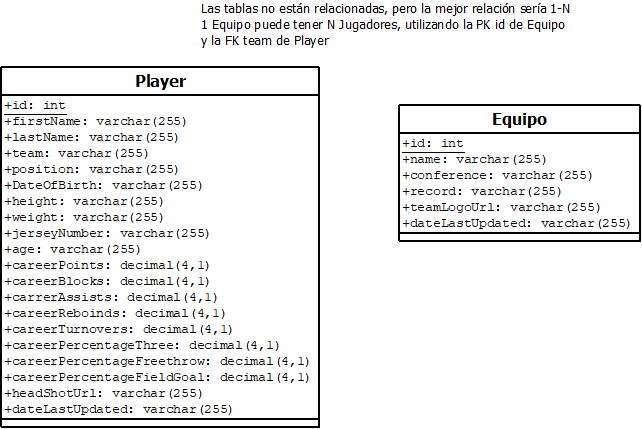 Las tablas no están relacionadas, pero la mejor relación sería 1-N
1 Equipo puede tener N Jugadores, utilizando la PK id de Equipo
y la FK team de Player
Player
+id: int
+firstName: varchar(255)
+lastName: varchar(255)
+team: varchar(255)
+position: varchar(255)
+DateOfBirth: varchar(255)
+height: varchar(255)
+weight: varchar(255)
+jerseyNumber: varchar(255)
+age: varchar(255)
+careerPoints: decimal(4,1)
+careerBlocks: decimal(4,1)
+carrerAssists: decimal(4,1)
+careerReboinds: decimal(4,1)
+careerTurnovers: decimal(4,1)
+careerPercentageThree: decimal(4,1)
+careerPercentageFreethrow: decimal(4,1)
+careerPercentageFieldGoal: decimal(4,1)
+headShotUrl: varchar(255)
+dateLastUpdated: varchar(255)
Equipo
+id: int
+name: varchar(255)
+conference: varchar(255)
+record: varchar(255)
+teamLogoUrl: varchar(255)
+dateLastUpdated: varchar(255)